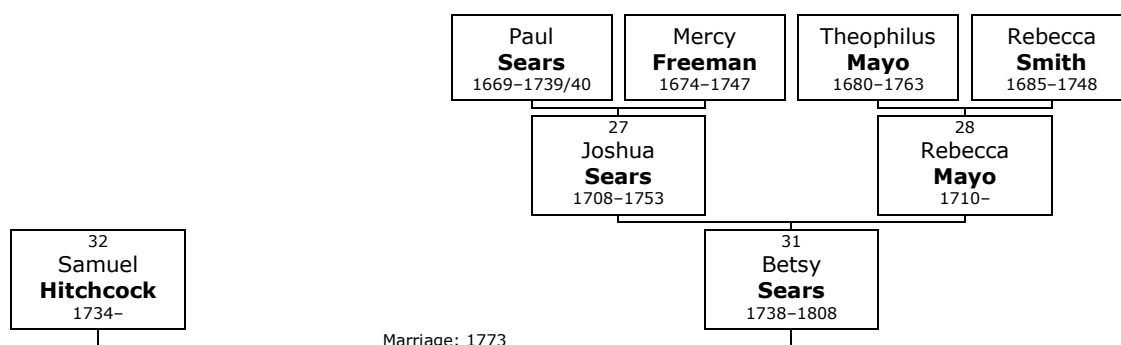 Paul
Sears
1669–1739/40
Mercy
Freeman
1674–1747
Theophilus
Mayo
1680–1763
Rebecca
Smith
1685–1748
27
Joshua
Sears
1708–1753
28
Rebecca
Mayo
1710–
32
Samuel
Hitchcock
1734–
31
Betsy
Sears
1738–1808
Marriage: 1773